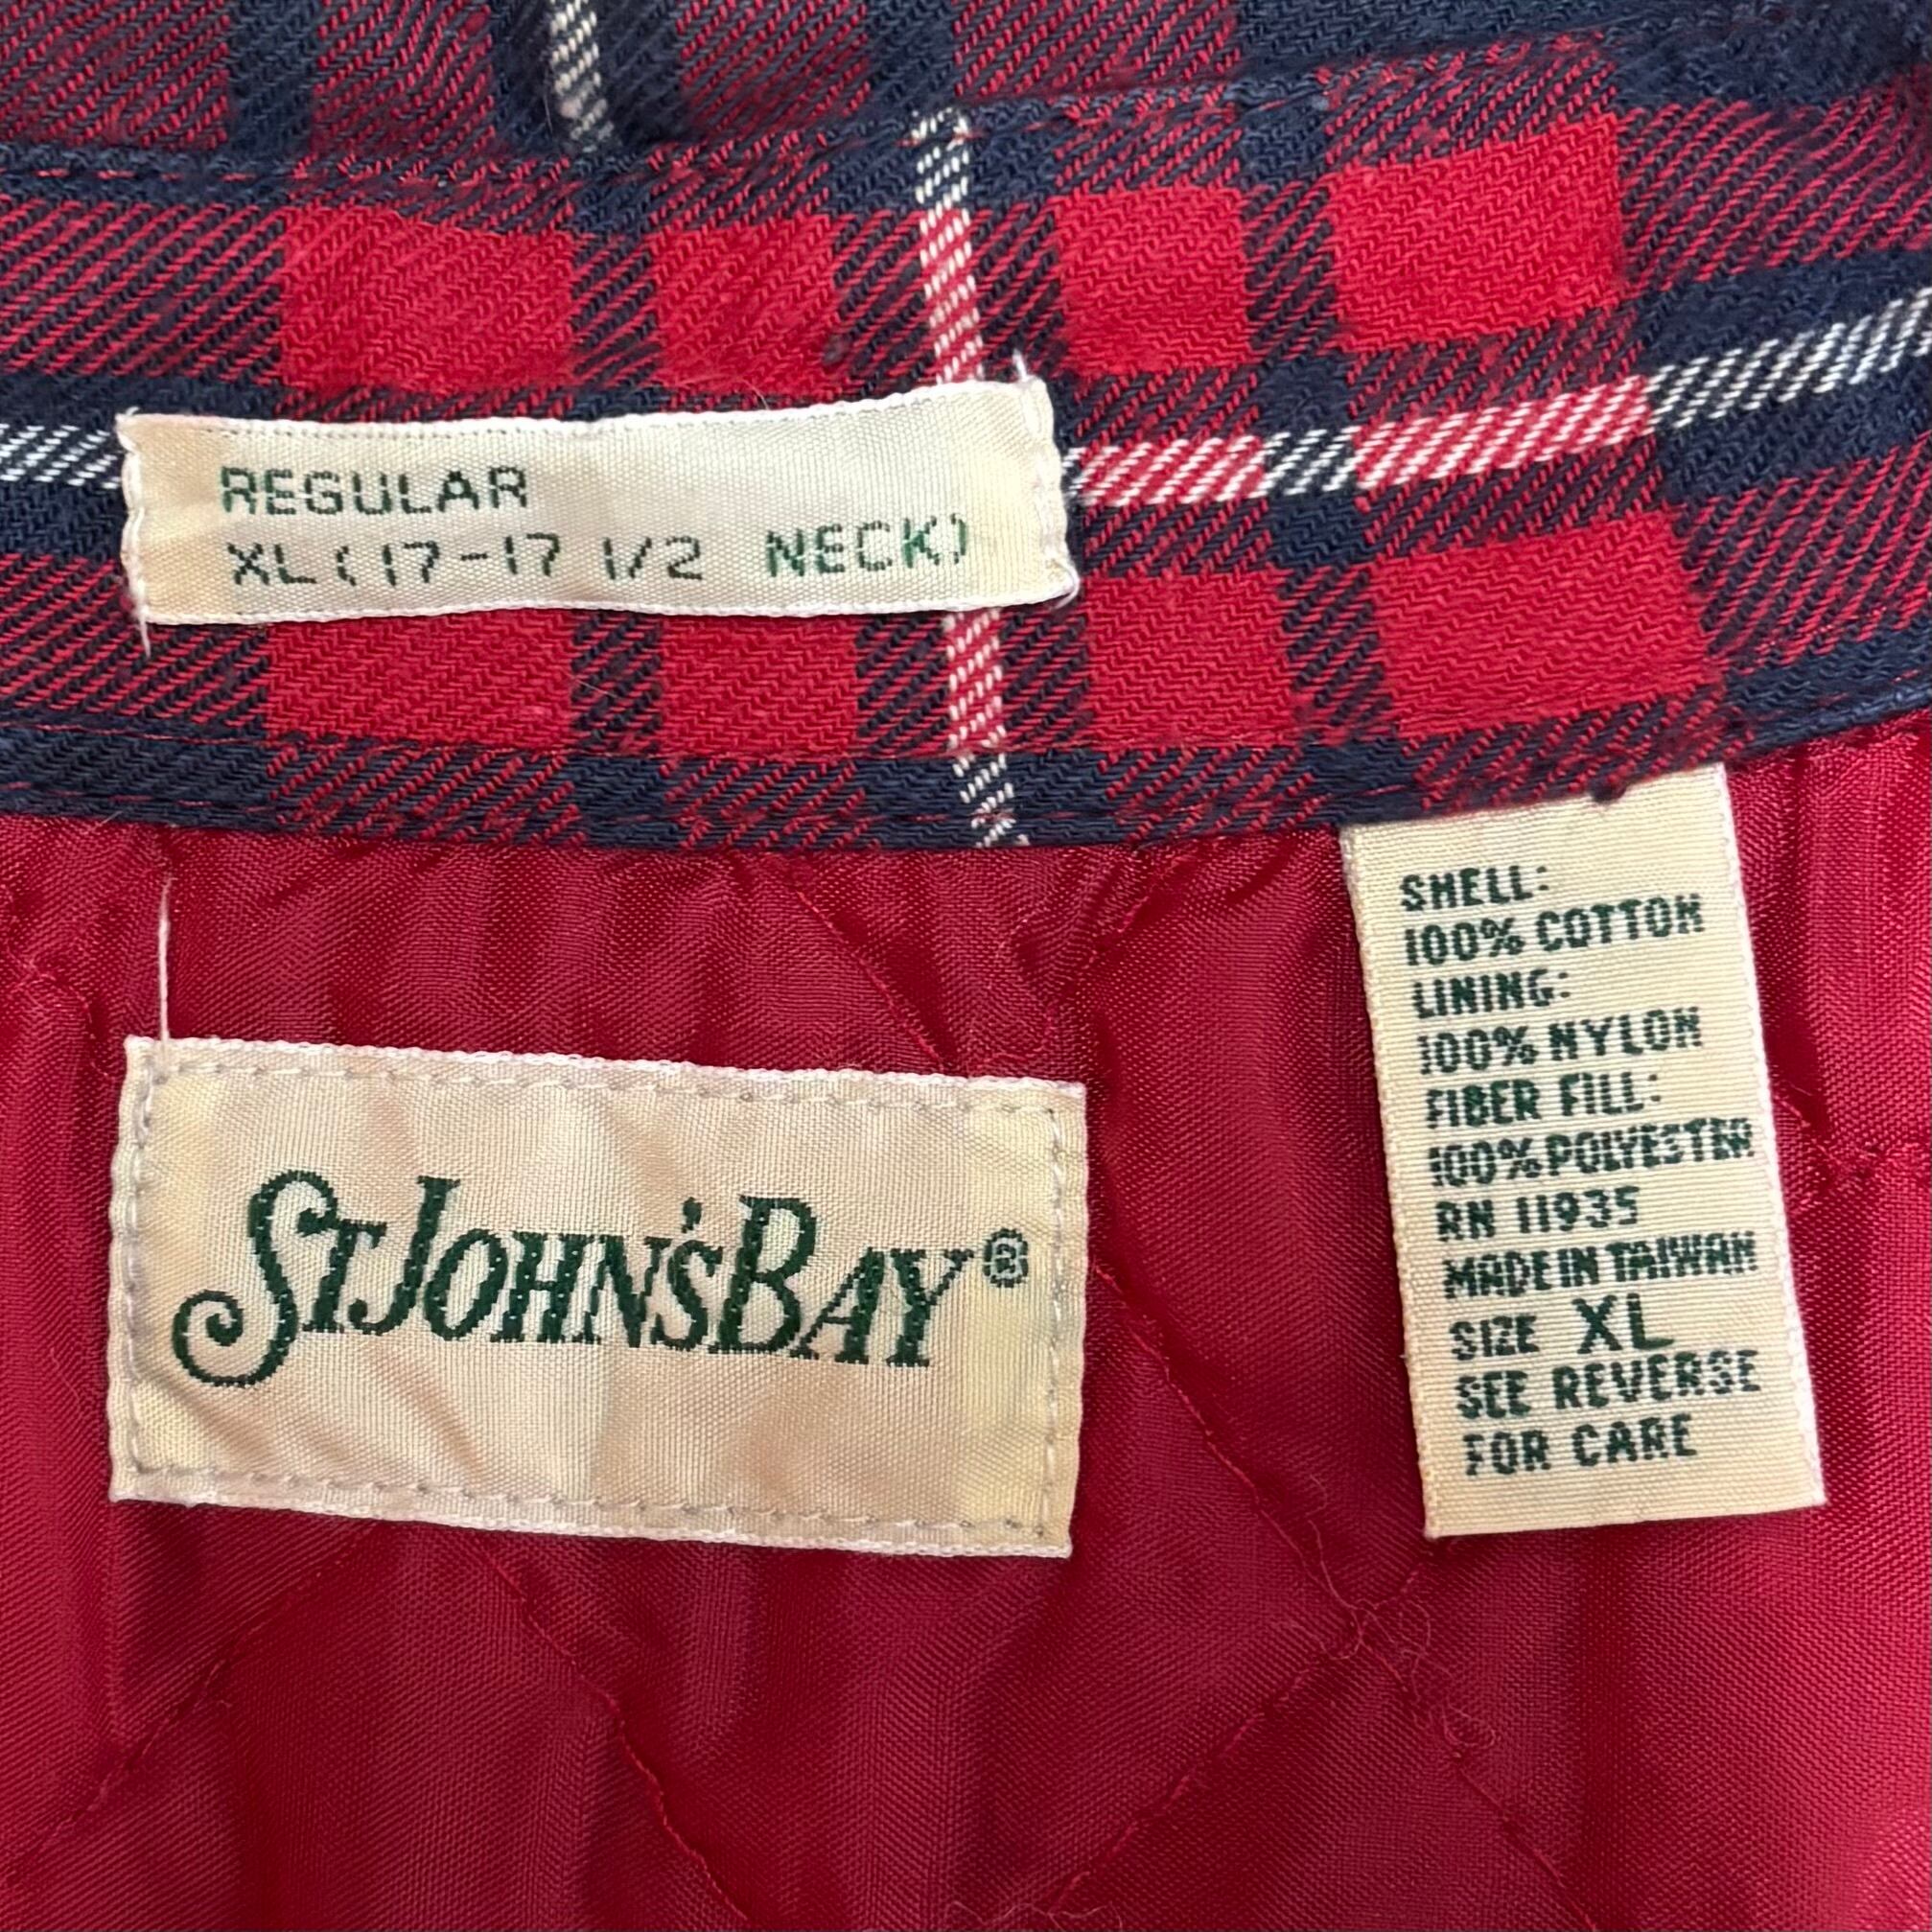 REGULAR
XL (17-17 1/2 NECK)
ST JOHN'S BAY®
SHELL:
100% COTTON
LINING:
100% NYLON
FIBER FILL:
100% POLYESTER
RN 11935
MADE IN TAIWAN
SIZE XL
SEE REVERSE
FOR CARE